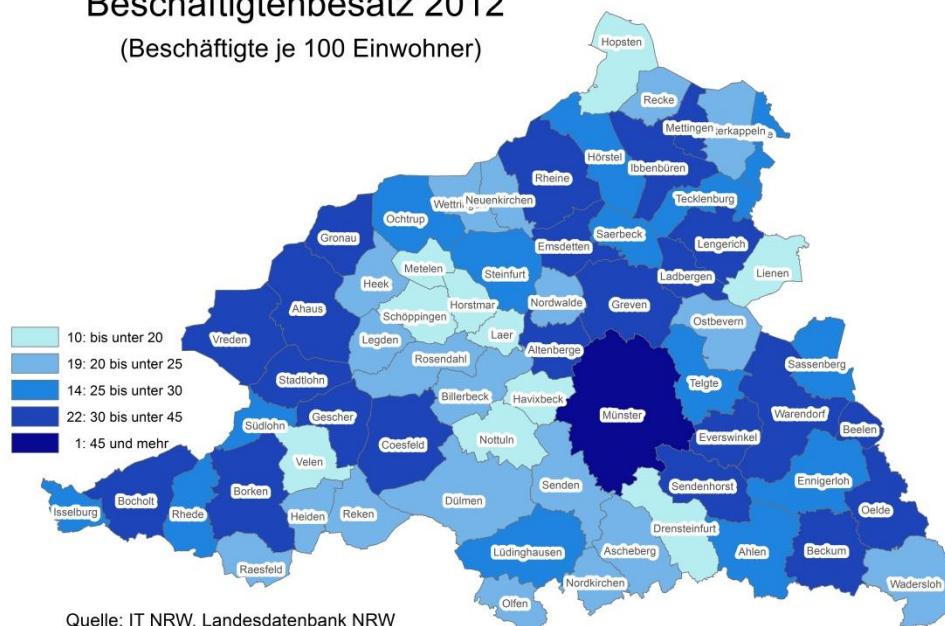 Beschäftigtenbesatz 2012
(Beschäftigte je 100 Einwohner)
Hopsten
Recke
Mettingen
Hörstel
Ibbenbüren
Rheine
Tecklenburg
Neuenkirchen
Ochtrup
Saerbeck
Gronau
Emsdetten
Lengerich
Metelen
Steinfurt
Ladbergen
Lienen
Heek
Horstmar
Nordwalde
Greven
Ahaus
Schöppingen
Ostbevern
Vreden
Legden
Laer
Altenberge
Rosendahl
Sassenberg
Stadtlohn
Telgte
Billerbeck
Havixbeck
Münster
Warendorf
Gescher
Südlohn
Beelen
Coesfeld
Nottuln
Everswinkel
Velen
Ennigerloh
Senden
Sendenhorst
Borken
Bocholt
Dülmen
Isselburg
Rhede
Heiden
Reken
Oelde
Drensteinfurt
Lüdinghausen
Ascheberg
Ahlen
Beckum
Raesfeld
Nordkirchen
Wadersloh
Olfen
10: bis unter 20
19: 20 bis unter 25
14: 25 bis unter 30
22: 30 bis unter 45
1: 45 und mehr
Quelle: IT NRW, Landesdatenbank NRW